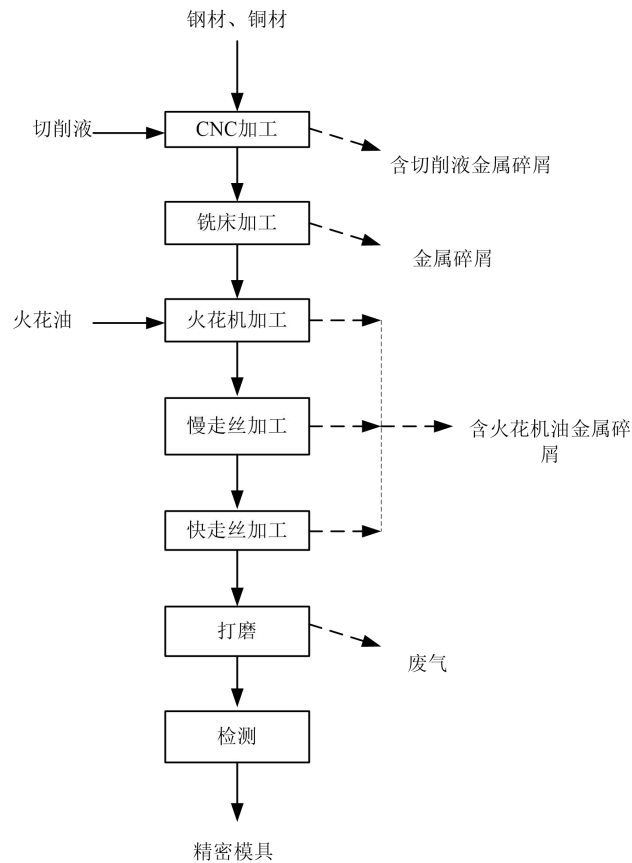 钢材、铜材
切削液
CNC加工
含切削液金属碎屑
铣床加工
金属碎屑
火花油
火花机加工
慢走丝加工
含火花机油金属碎
屑
快走丝加工
打磨
废气
检测
精密模具